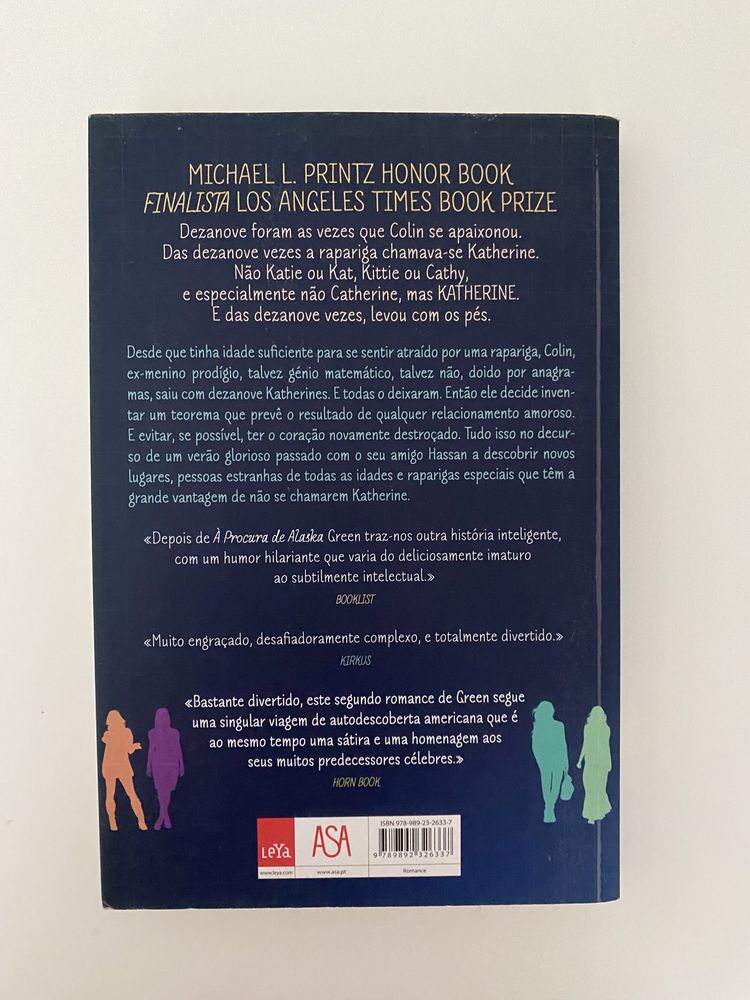 MICHAEL L. PRINTZ HONOR BOOK
FINALISTA LOS ANGELES TIMES BOOK PRIZE
Dezanove foram as vezes que Colin se apaixonou.
Das dezanove vezes a rapariga chamava-se Katherine.
Não Katie ou Kat, Kittie ou Cathy,
e especialmente não Catherine, mas KATHERINE.
E das dezanove vezes, levou com os pés.
Desde que tinha idade suficiente para se sentir atraído por uma rapariga, Colin,
ex-menino prodígio, talvez génio matemático, talvez não, doido por anagra-
mas, saiu com dezanove Katherines. E todas o deixaram. Então ele decide inven-
tar um teorema que prevê o resultado de qualquer relacionamento amoroso.
E evitar, se possível, ter o coração novamente destroçado. Tudo isso no decur-
so de um verão glorioso passado com o seu amigo Hassan a descobrir novos
lugares, pessoas estranhas de todas as idades e raparigas especiais que têm a
grande vantagem de não se chamarem Katherine.
«Depois de À Procura de Alaska Green traz-nos outra história inteligente,
com um humor hilariante que varia do deliciosamente imaturo
ao subtilmente intelectual.»
BOOKLIST
«Muito engraçado, desafiadoramente complexo, e totalmente divertido.»
KIRKUS
«Bastante divertido, este segundo romance de Green segue
uma singular viagem de autodescoberta americana que é
ao mesmo tempo uma sátira e uma homenagem aos
seus muitos predecessores célebres.»
HORN BOOK
ISBN 978-989-23-2633-7
LeYa
ASA
9 789892 326337
www.leya.com
www.asa.pt
Romance